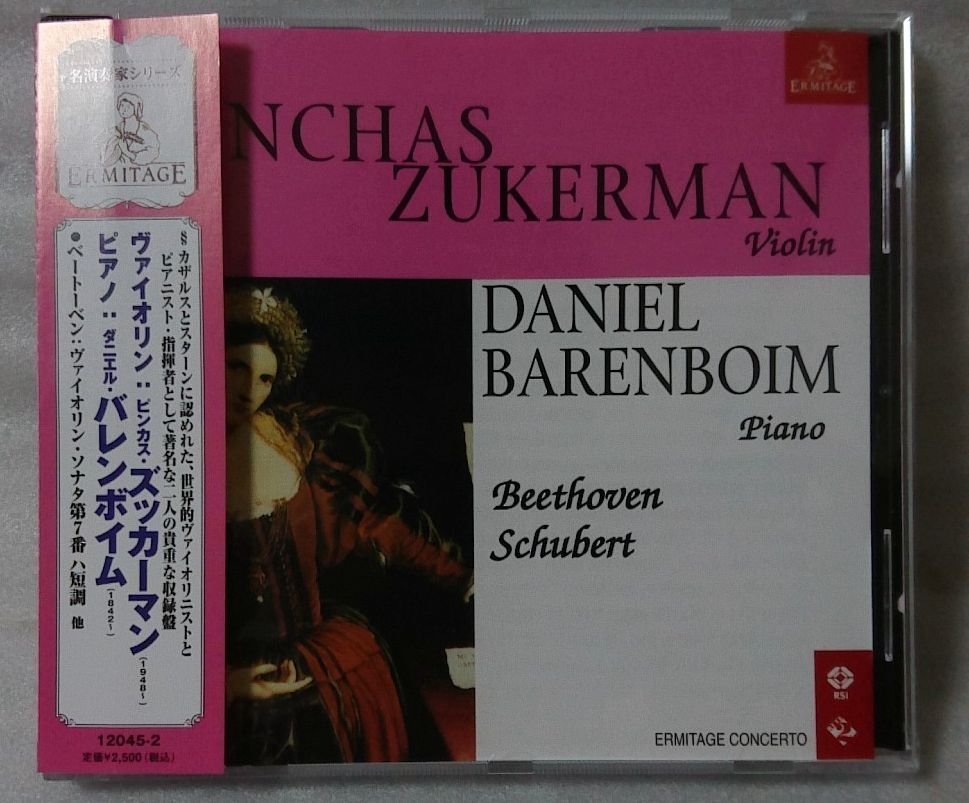 名演奏家シリーズ
ERMITAGE
§ カザルスとスターンに認められた、世界的ヴァイオリニストと
ピアニスト・指揮者として著名な二人の貴重な収録盤
ヴァイオリン：ピンカス・ズッカーマン(1948〜)
ピアノ：ダニエル・バレンボイム(1842〜)
●ベートーベン：ヴァイオリン・ソナタ第7番 ハ短調 他
12045-2
定価¥2,500(税込)
ERMITAGE
NCHAS
ZUKERMAN
Violin
DANIEL
BARENBOIM
Piano
Beethoven
Schubert
ERMITAGE CONCERTO
RSI